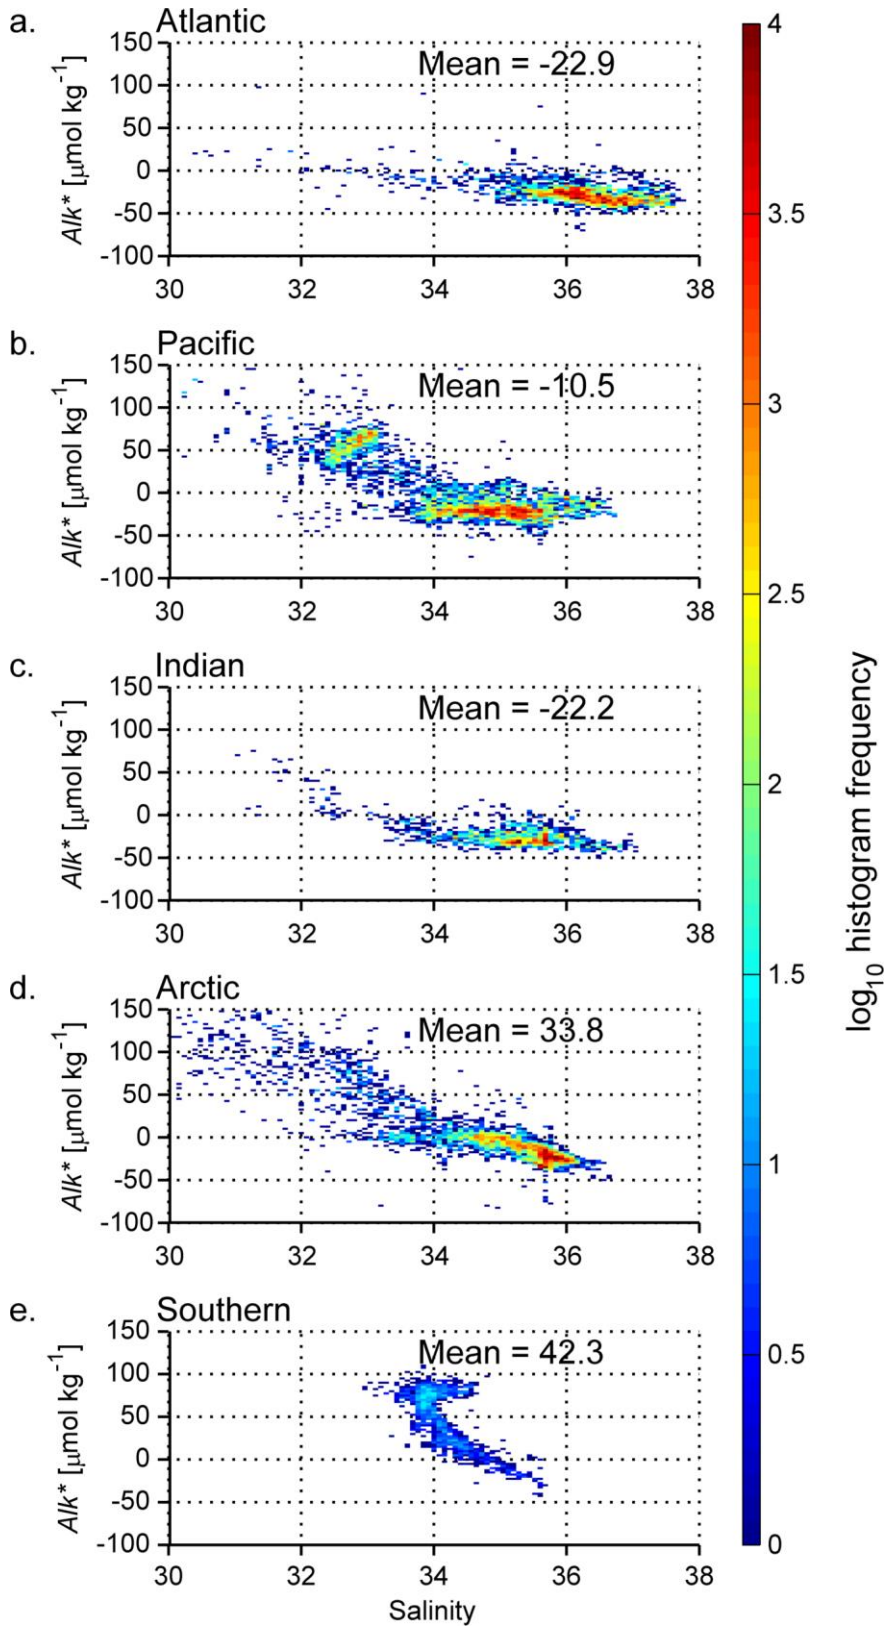 a. Atlantic
150
100
50
0
-50
-100
Alk* [μmol kg-1]
Mean = -22.9
30 32 34 36 38
b. Pacific
150
100
50
0
-50
-100
Alk* [μmol kg-1]
Mean = -10.5
30 32 34 36 38
c. Indian
150
100
50
0
-50
-100
Alk* [μmol kg-1]
Mean = -22.2
30 32 34 36 38
d. Arctic
150
100
50
0
-50
-100
Alk* [μmol kg-1]
Mean = 33.8
30 32 34 36 38
e. Southern
150
100
50
0
-50
-100
Alk* [μmol kg-1]
Mean = 42.3
30 32 34 36 38
Salinity
4
3.5
3
2.5
2
1.5
1
0.5
0
log10 histogram frequency